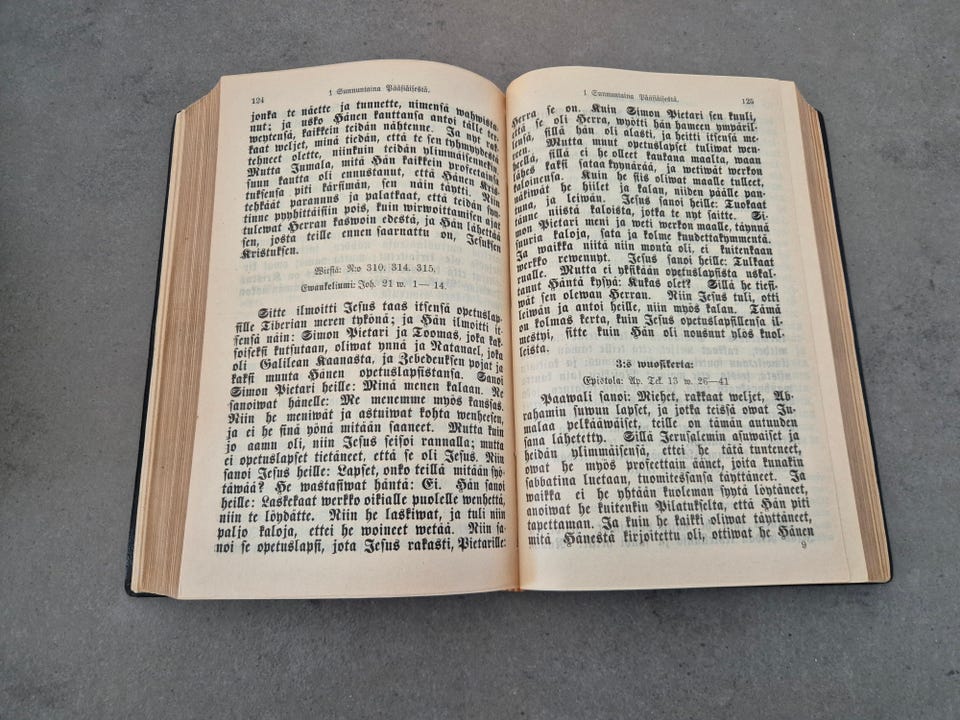 124
1 Sunnuntaina Pääsiäisestä.
jonka te näette ja tunnette, nimensä wahwista-
nut; ja usko Hänen kauttansa antoi tälle ter-
weytensä, kaikkein teidän nähtenne. Ja nyt rak-
kaat weljet, minä tiedän, että te sen tyhmyydestä
tehneet olette, niinkuin teidän ylimmäisennekin.
Mutta Jumala, mitä Hän kaikkein prosectainsa
suun kautta oli ennustanut, että Hänen Kris-
tuksensa piti kärsimän, sen näin täytti. Niin
tehkäät parannus ja palatkaat, että teidän syn-
tinne pyyhittäisiin pois, kuin wirwoittamisen ajat
tulewat Herran kaswoin edestä, ja Hän lähettää
sen, josta teille ennen saarnattu on, Jesuksen
Kristuksen.
Wirsiä: N:o 310. 314. 315.
Ewankeliumi: Joh. 21 w. 1—14.
Sitte ilmoitti Jesus taas itsensä opetuslap-
sille Tiberian meren tykönä; ja Hän ilmoitti it-
sensä näin: Simon Pietari ja Toomas, joka kak-
soiseksi kutsutaan, oliwat ynnä ja Natanael, joka
oli Galilean Kaanasta, ja Zebedeuksen pojat ja
kaksi muuta Hänen opetuslapsistansa. Sanoi
Simon Pietari heille: Minä menen kalaan. Ne
sanoiwat hänelle: Me menemme myös kanssas.
Niin he meniwät ja astuiwat kohta wenheesen,
ja ei he sinä yönä mitään saaneet. Mutta kuin
jo aamu oli, niin Jesus seisoi rannalla; mutta
ei opetuslapset tietäneet, että se oli Jesus. Niin
sanoi Jesus heille: Lapset, onko teillä mitään syö-
täwää? He wastasiwat häntä: Ei. Hän sanoi
heille: Laskekaat werkko oikialle puolelle wenhettä,
niin te löydätte. Niin he laskiwat, ja tuli niin
paljo kaloja, ettei he woineet wetää. Niin sa-
noi se opetuslapsi, jota Jesus rakasti, Pietarille:
1 Sunnuntaina Pääsiäisestä.
125
Herra se on. Kuin Simon Pietari sen kuuli,
että se oli Herra, wyötti hän hameen ympäril-
lensä, sillä hän oli alasti, ja heitti itsensä me-
reen. Mutta muut opetuslapset tuliwat wen-
heellä, sillä ei he olleet kaukana maalta, waan
lähes kaksi sataa kyynärää, ja wetiwät werkon
kaloinensa. Kuin he siis oliwat maalle tulleet,
näkiwät he hiilet ja kalan, niiden päälle pan-
tuna, ja leiwän. Jesus sanoi heille: Tuokaat
tänne niistä kaloista, jotka te nyt saitte. Si-
mon Pietari meni ja weti werkon maalle, täynnä
suuria kaloja, sata ja kolme kuudettakymmentä.
Ja waikka niitä niin monta oli, ei kuitenkaan
werkko rewennyt. Jesus sanoi heille: Tulkaat
rualle. Mutta ei yksikään opetuslapsista uskal-
tanut Häntä kysyä: Kukas olet? Sillä he tiesi-
wät sen olewan Herran. Niin Jesus tuli, otti
leiwän ja antoi heille, niin myös kalan. Tämä
on kolmas kerta, kuin Jesus opetuslapsillensa il-
mestyi, sitte kuin Hän oli noussut ylös kuol-
leista.
3:s wuosikerta:
Epistola: Ap. Tek. 13 w. 26—41
Paawali sanoi: Miehet, rakkaat weljet, Ab-
rahamin suwun lapset, ja jotka teissä owat Ju-
malaa pelkääwäiset, teille on tämän autuuden
sana lähetetty. Sillä Jerusalemin asuwaiset ja
heidän ylimmäisensä, ettei he tätä tunteneet,
owat he myös prosectain äänet, joita kunakin
sabbatina luetaan, tuomitessansa täyttäneet. Ja
waikka ei he yhtään kuoleman syytä löytäneet,
anoiwat he kuitenkin Pilatukselta, että Hän piti
tapettaman. Ja kuin he kaikki oliwat täyttäneet,
mitä Hänestä kirjoitettu oli, ottiwat he Hänen
9